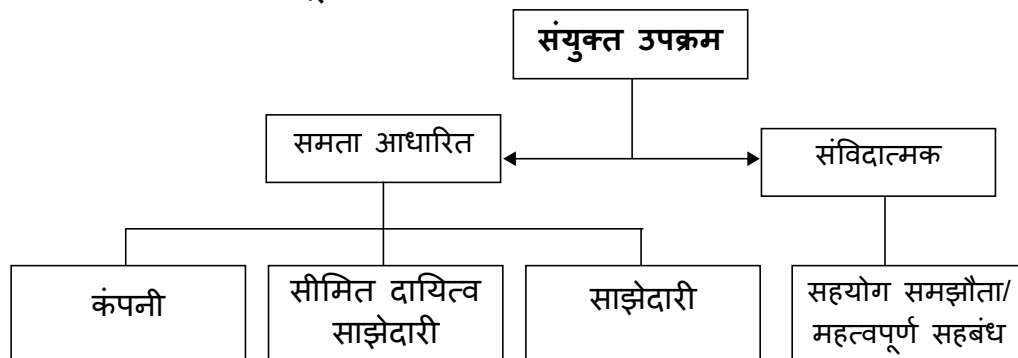 संयुक्त उपक्रम
समता आधारित
संविदात्मक
कंपनी
सीमित दायित्व
साझेदारी
साझेदारी
सहयोग समझौता/
महत्वपूर्ण सहबंध